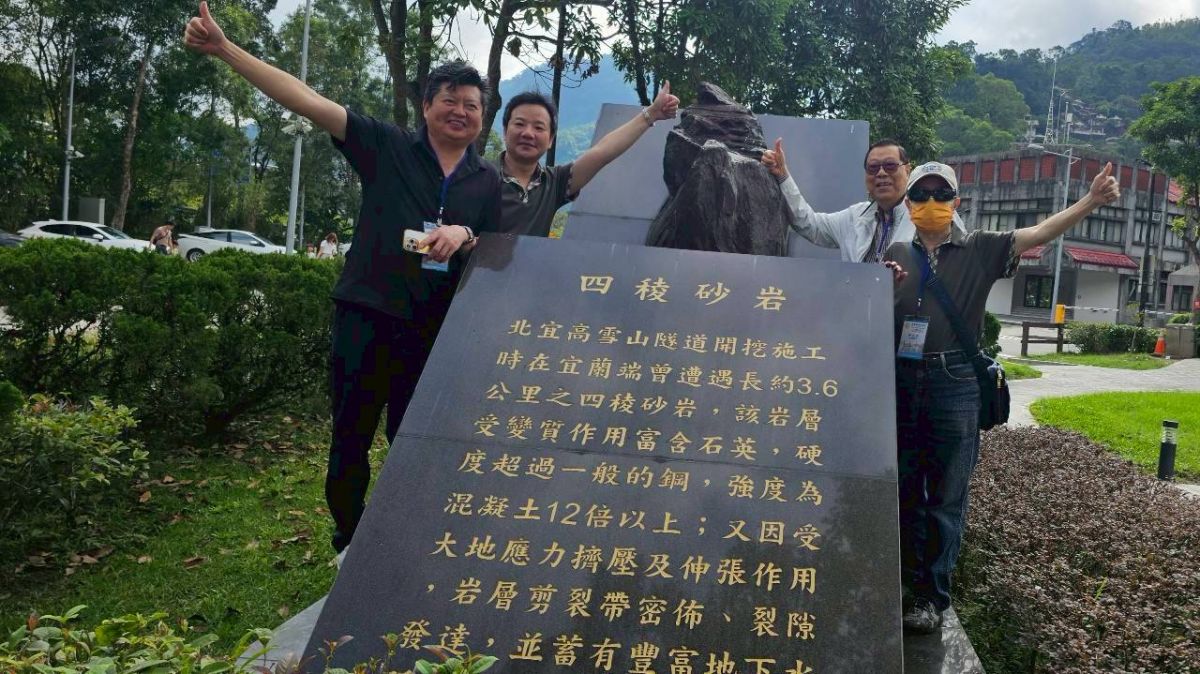 四稜砂岩
北宜高雪山隧道開挖施工
時在宜蘭端曾遭遇長約3.6
公里之四稜砂岩，該岩層
受變質作用富含石英，硬
度超過一般的鋼，強度為
混凝土12倍以上；又因受
大地應力擠壓及伸張作用
，岩層剪裂帶密佈、裂隙
發達，並蓄有豐富地下水